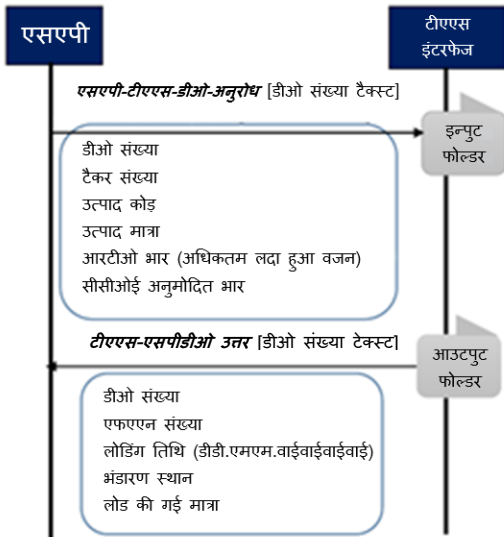 एसएपी
टीएएस
इंटरफेज
एसएपी-टीएएस-डीओ-अनुरोध [डीओ संख्या टैक्स्ट]
इन्पुट
फोल्डर
डीओ संख्या
टैकर संख्या
उत्पाद कोड़
उत्पाद मात्रा
आरटीओ भार (अधिकतम लदा हुआ वजन)
सीसीओई अनुमोदित भार
टीएएस-एसपीडीओ उत्तर [डीओ संख्या टेक्स्ट]
आउटपुट
फोल्डर
डीओ संख्या
एफएएन संख्या
लोडिंग तिथि (डीडी.एमएम.वाईवाईवाईवाई)
भंडारण स्थान
लोड की गई मात्रा